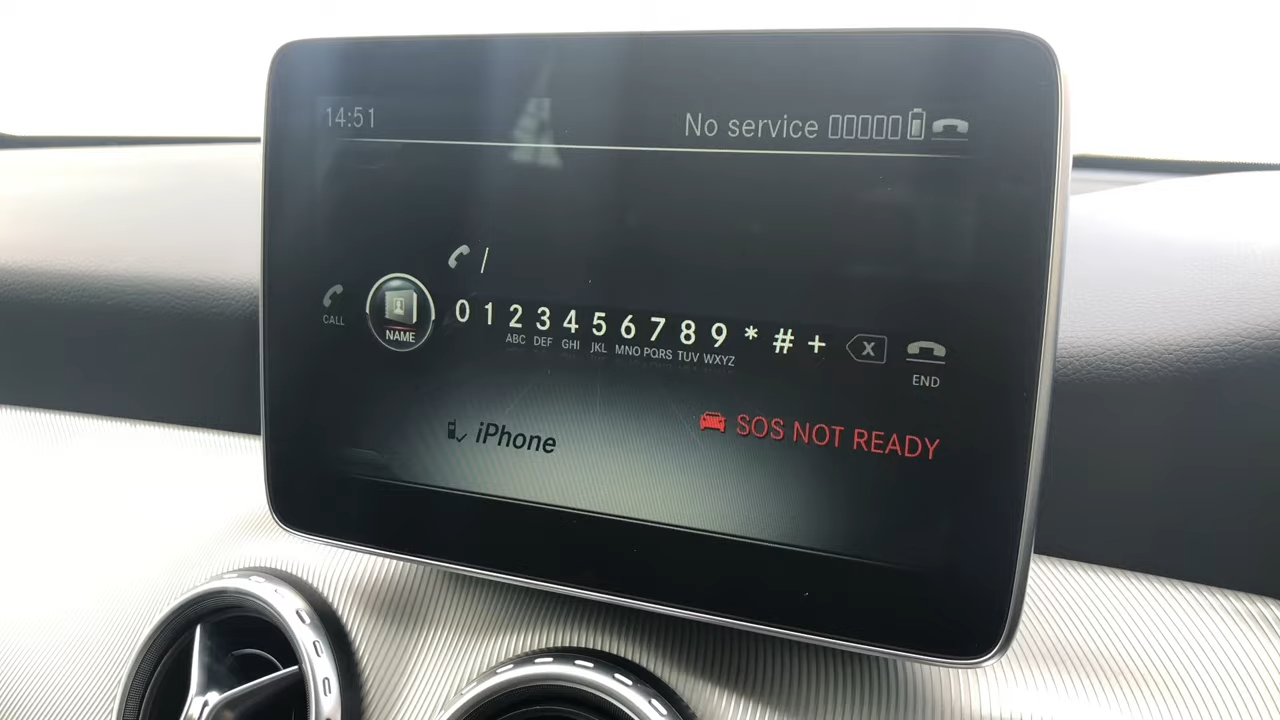 14:51
No service
CALL
NAME
0 1 2 3 4 5 6 7 8 9 * # +
ABC DEF GHI JKL MNO PQRS TUV WXYZ
X
END
iPhone
SOS NOT READY